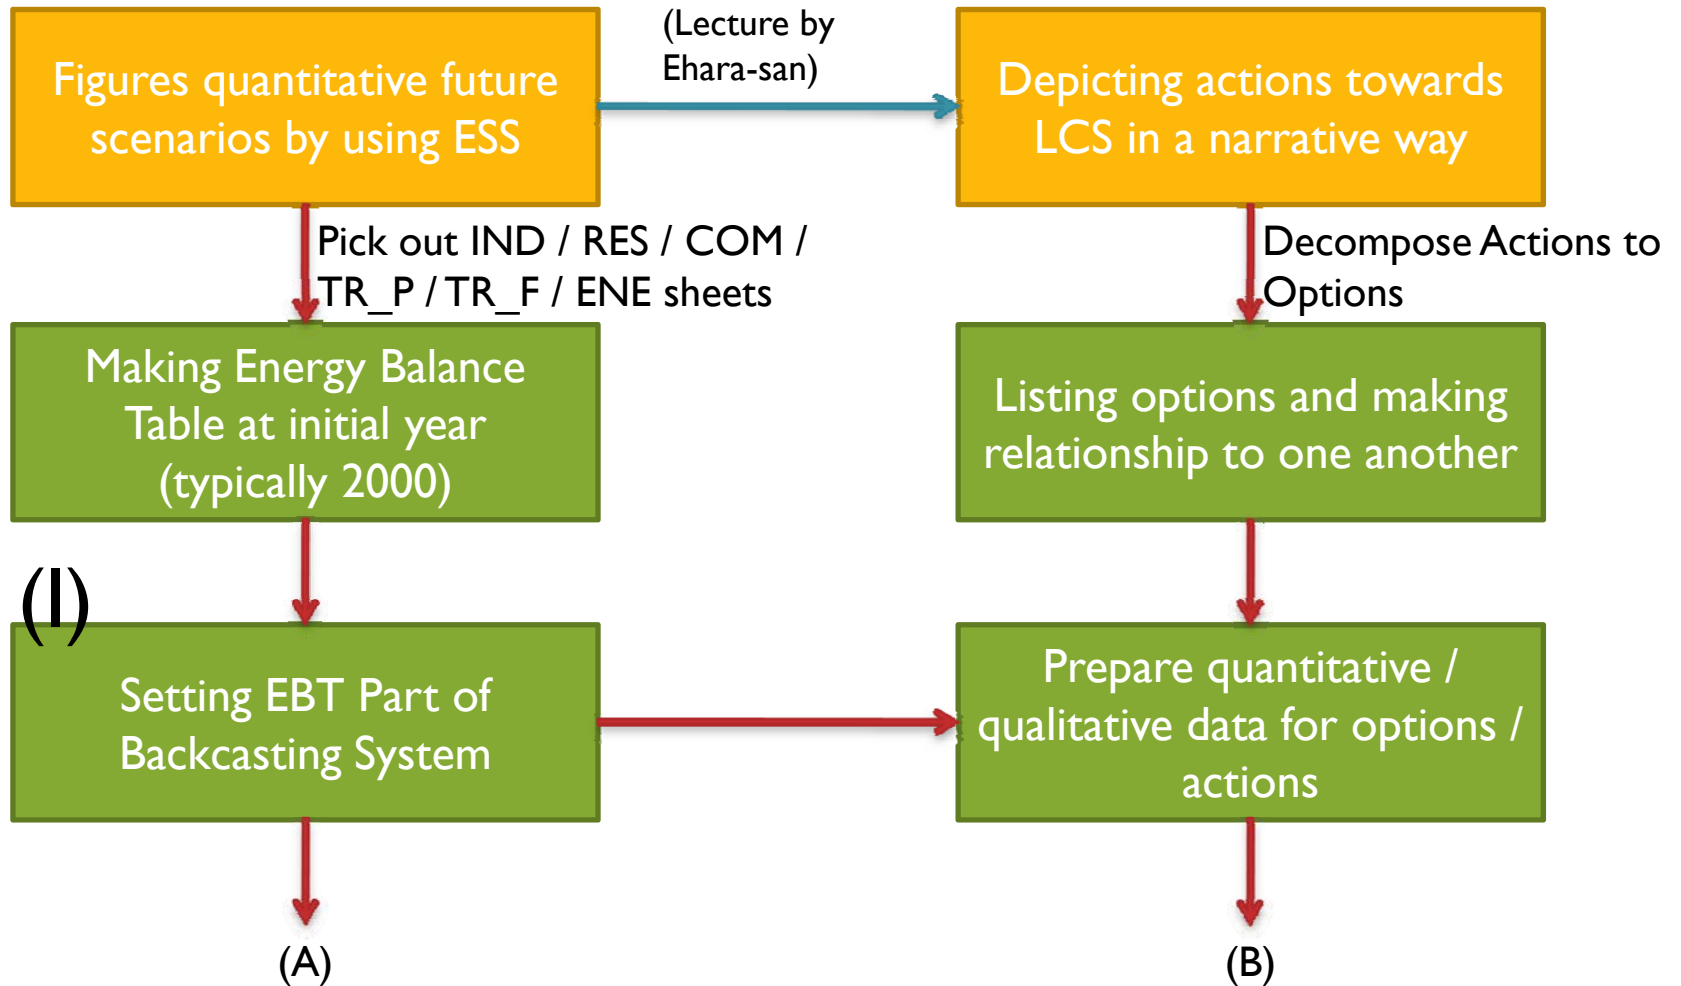 Figures quantitative future
scenarios by using ESS
(Lecture by
Ehara-san)
Depicting actions towards
LCS in a narrative way
Pick out IND / RES / COM /
TR_P / TR_F / ENE sheets
Decompose Actions to
Options
Making Energy Balance
Table at initial year
(typically 2000)
Listing options and making
relationship to one another
(I)
Setting EBT Part of
Backcasting System
Prepare quantitative /
qualitative data for options /
actions
(A)
(B)